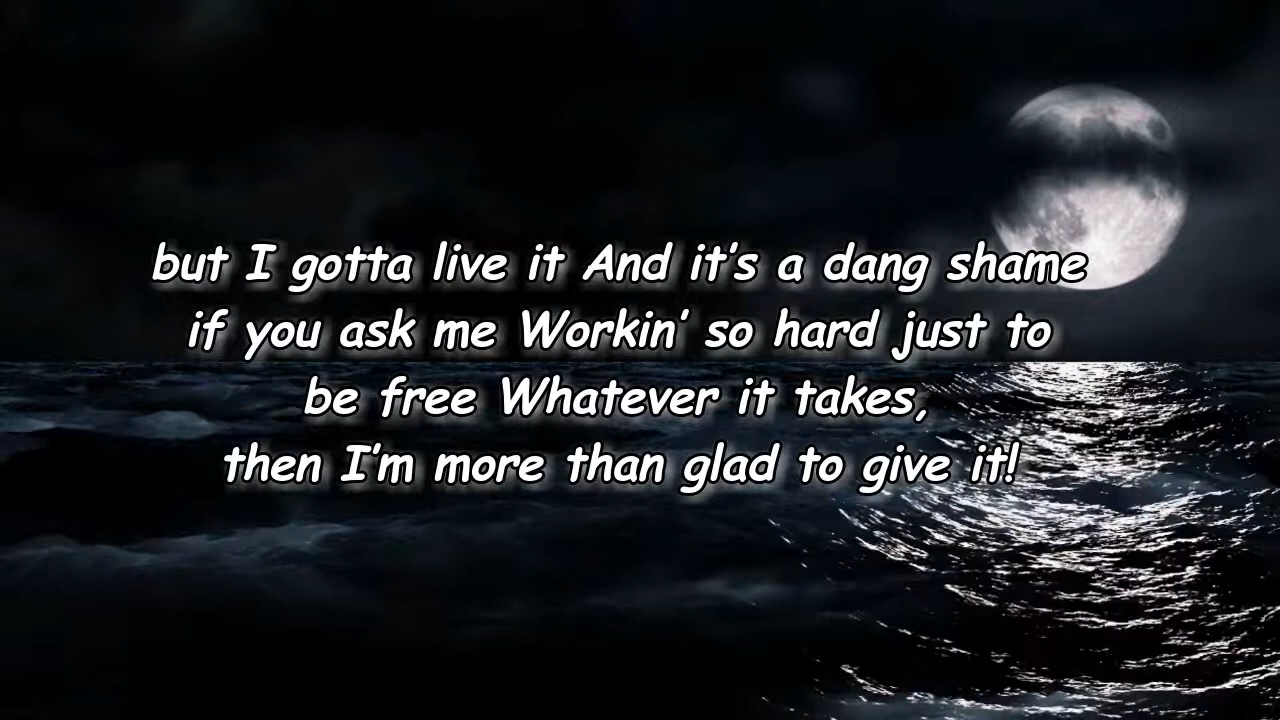 but I gotta live it And it’s a dang shame
if you ask me Workin’ so hard just to
be free Whatever it takes,
then I’m more than glad to give it!